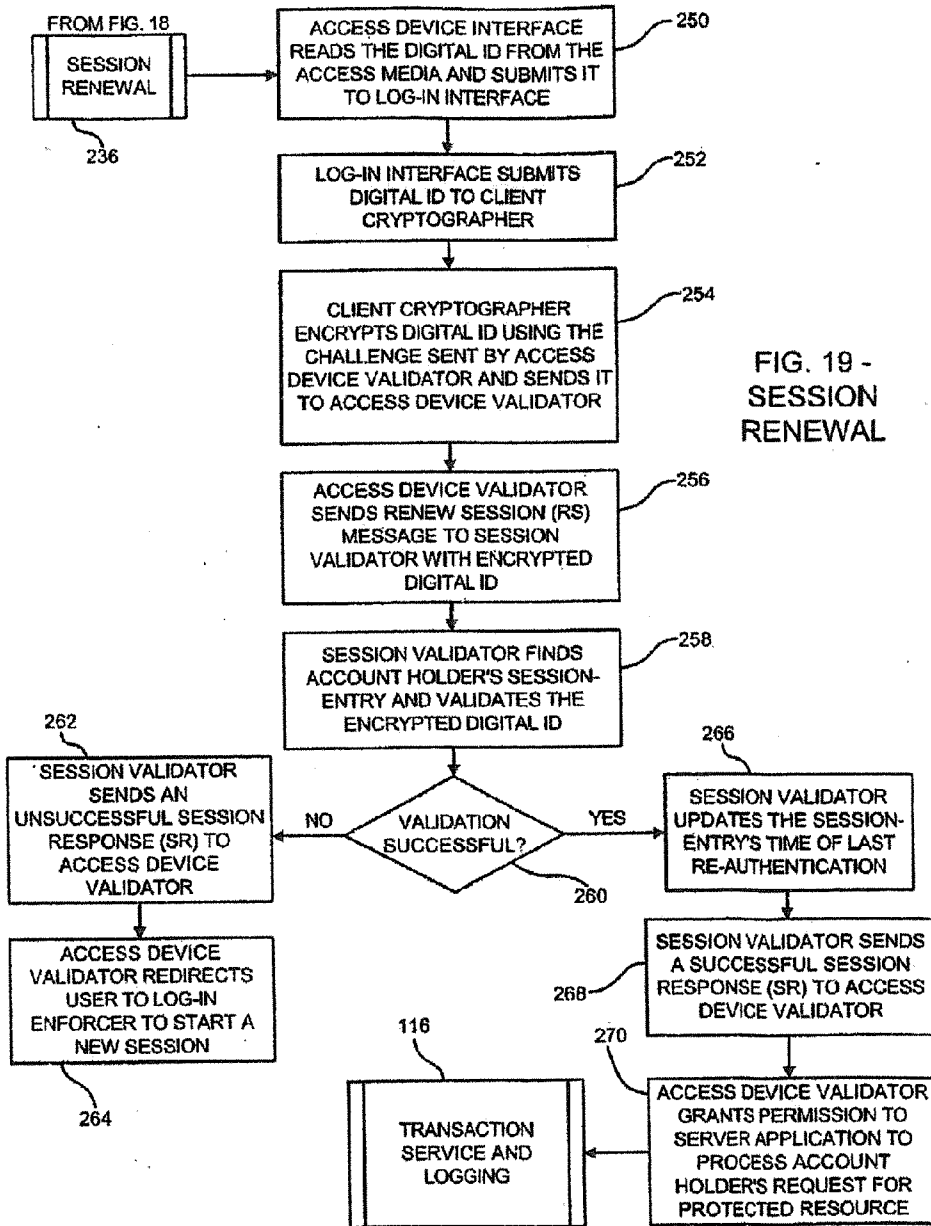 FROM FIG. 18
SESSION
RENEWAL
236
ACCESS DEVICE INTERFACE
READS THE DIGITAL ID FROM THE
ACCESS MEDIA AND SUBMITS IT
TO LOG-IN INTERFACE
250
LOG-IN INTERFACE SUBMITS
DIGITAL ID TO CLIENT
CRYPTOGRAPHER
252
CLIENT CRYPTOGRAPHER
ENCRYPTS DIGITAL ID USING THE
CHALLENGE SENT BY ACCESS
DEVICE VALIDATOR AND SENDS IT
TO ACCESS DEVICE VALIDATOR
254
FIG. 19 -
SESSION
RENEWAL
ACCESS DEVICE VALIDATOR
SENDS RENEW SESSION (RS)
MESSAGE TO SESSION
VALIDATOR WITH ENCRYPTED
DIGITAL ID
256
SESSION VALIDATOR FINDS
ACCOUNT HOLDER'S SESSION-
ENTRY AND VALIDATES THE
ENCRYPTED DIGITAL ID
258
VALIDATION
SUCCESSFUL?
260
NO
YES
262
SESSION VALIDATOR
SENDS AN
UNSUCCESSFUL SESSION
RESPONSE (SR) TO
ACCESS DEVICE
VALIDATOR
ACCESS DEVICE
VALIDATOR REDIRECTS
USER TO LOG-IN
ENFORCER TO START A
NEW SESSION
264
266
SESSION VALIDATOR
UPDATES THE SESSION-
ENTRY'S TIME OF LAST
RE-AUTHENTICATION
SESSION VALIDATOR SENDS
A SUCCESSFUL SESSION
RESPONSE (SR) TO ACCESS
DEVICE VALIDATOR
268
270
ACCESS DEVICE VALIDATOR
GRANTS PERMISSION TO
SERVER APPLICATION TO
PROCESS ACCOUNT
HOLDER'S REQUEST FOR
PROTECTED RESOURCE
116
TRANSACTION
SERVICE AND
LOGGING